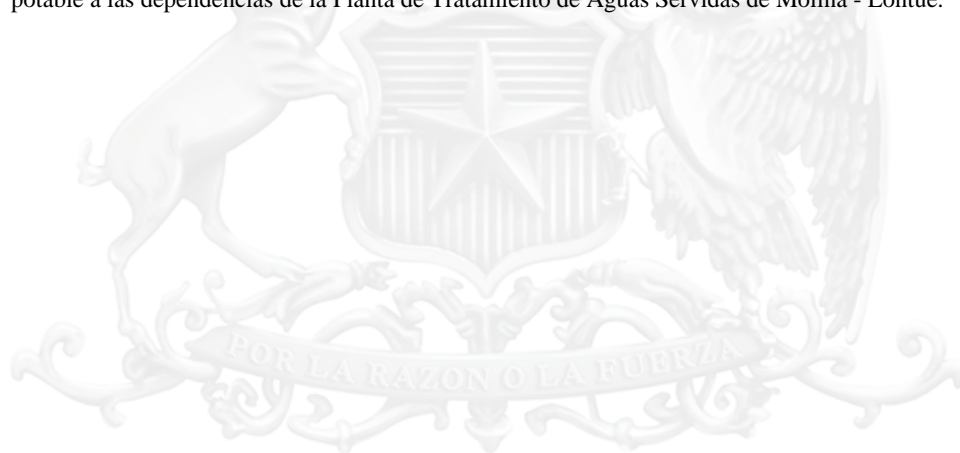 potable a las dependencias de la Planta de Tratamiento de Aguas Servidas de Molina - Lontué.
POR LA RAZON O LA FUERZA